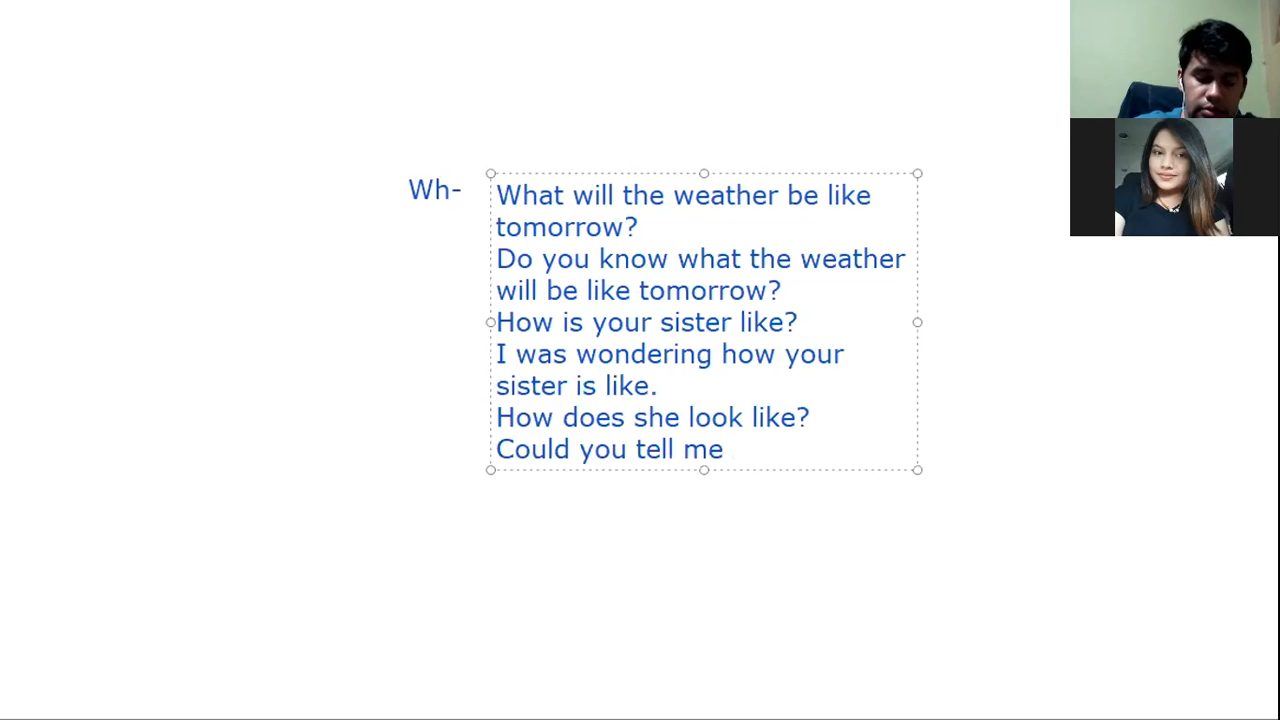 Wh-
What will the weather be like
tomorrow?
Do you know what the weather
will be like tomorrow?
How is your sister like?
I was wondering how your
sister is like.
How does she look like?
Could you tell me